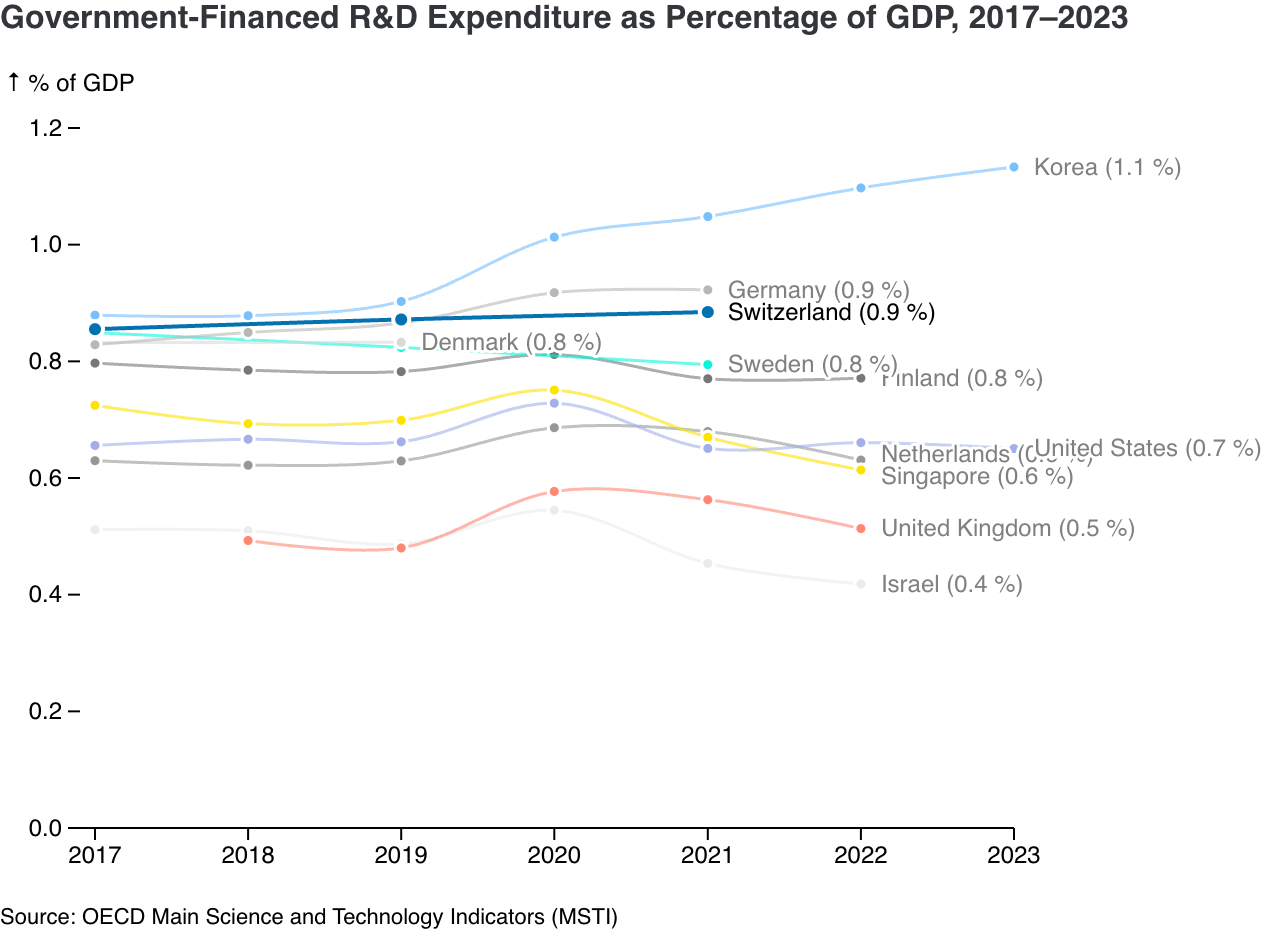 Government-Financed R&D Expenditure as Percentage of GDP, 2017–2023
↑ % of GDP
1.2
Korea (1.1 %)
1.0
Germany (0.9 %)
Switzerland (0.9 %)
Denmark (0.8 %)
0.8
Sweden (0.8 %)
Finland (0.8 %)
Netherlands
United States (0.7 %)
0.6
Singapore (0.6 %)
United Kingdom (0.5 %)
0.4
Israel (0.4 %)
0.2
0.0
2017 2018 2019 2020 2021 2022 2023
Source: OECD Main Science and Technology Indicators (MSTI)